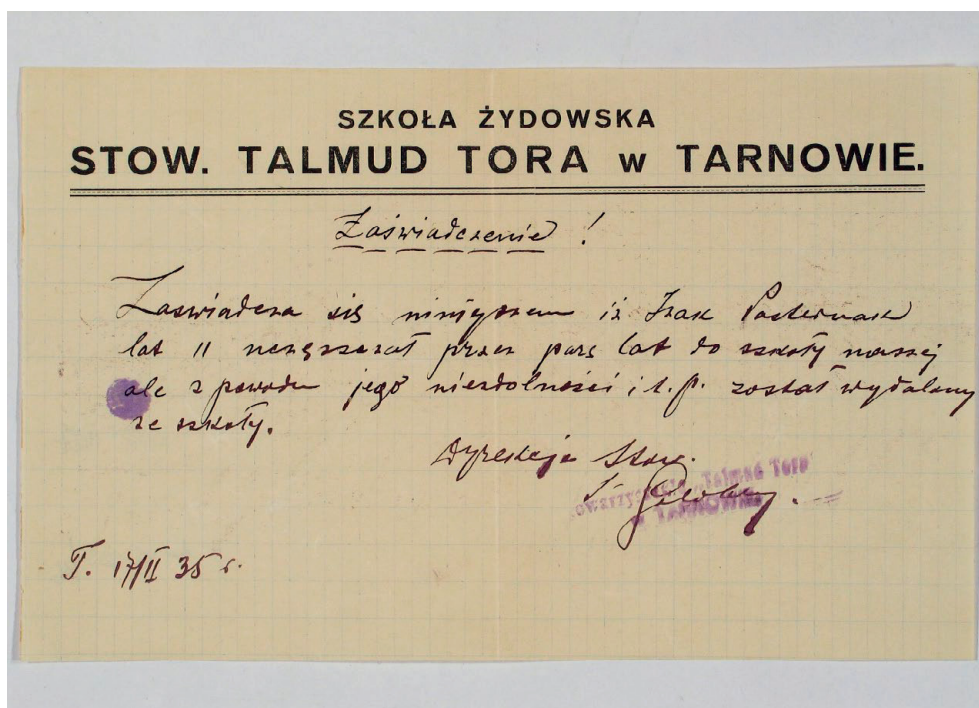 SZKOŁA ŻYDOWSKA
STOW. TALMUD TORA w TARNOWIE.
Zaświadczenie!
Zaświadcza się niniejszem iż Izak Pasternak
lat 11 uczęszczał przez parę lat do szkoły naszej
ale z powodu jego niezdolności i t.p. został wydalony
ze szkoły.
Dyrekcja Stow.
Talmud Tora
w TARNOWIE
T. 17/II 35 r.